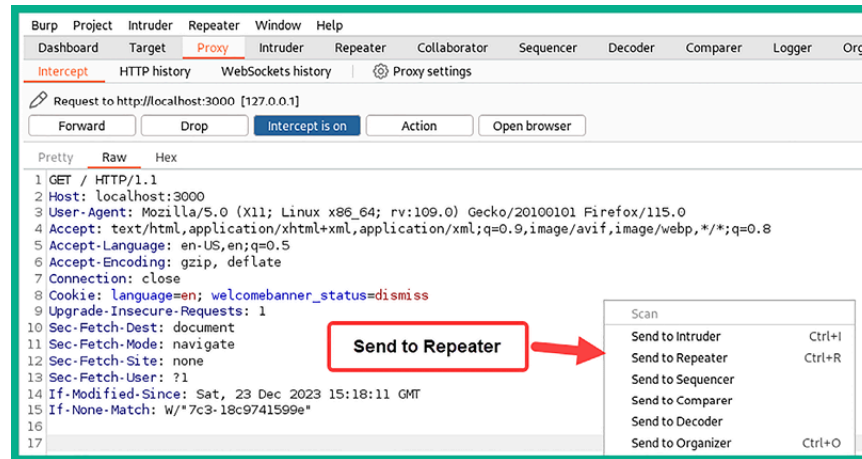 Burp Project Intruder Repeater Window Help
Dashboard Target Proxy Intruder Repeater Collaborator Sequencer Decoder Comparer Logger Org
Intercept HTTP history WebSockets history Proxy settings
Request to http://localhost:3000 [127.0.0.1]
Forward Drop Intercept is on Action Open browser
Pretty Raw Hex
1 GET / HTTP/1.1
2 Host: localhost:3000
3 User-Agent: Mozilla/5.0 (X11; Linux x86_64; rv:109.0) Gecko/20100101 Firefox/115.0
4 Accept: text/html,application/xhtml+xml,application/xml;q=0.9,image/avif,image/webp,*/*;q=0.8
5 Accept-Language: en-US,en;q=0.5
6 Accept-Encoding: gzip, deflate
7 Connection: close
8 Cookie: language=en; welcomebanner_status=dismiss
9 Upgrade-Insecure-Requests: 1
10 Sec-Fetch-Dest: document
11 Sec-Fetch-Mode: navigate
12 Sec-Fetch-Site: none
13 Sec-Fetch-User: ?1
14 If-Modified-Since: Sat, 23 Dec 2023 15:18:11 GMT
15 If-None-Match: W/"7c3-18c9741599e"
16
17
Send to Repeater
Scan
Send to Intruder Ctrl+I
Send to Repeater Ctrl+R
Send to Sequencer
Send to Comparer
Send to Decoder
Send to Organizer Ctrl+O